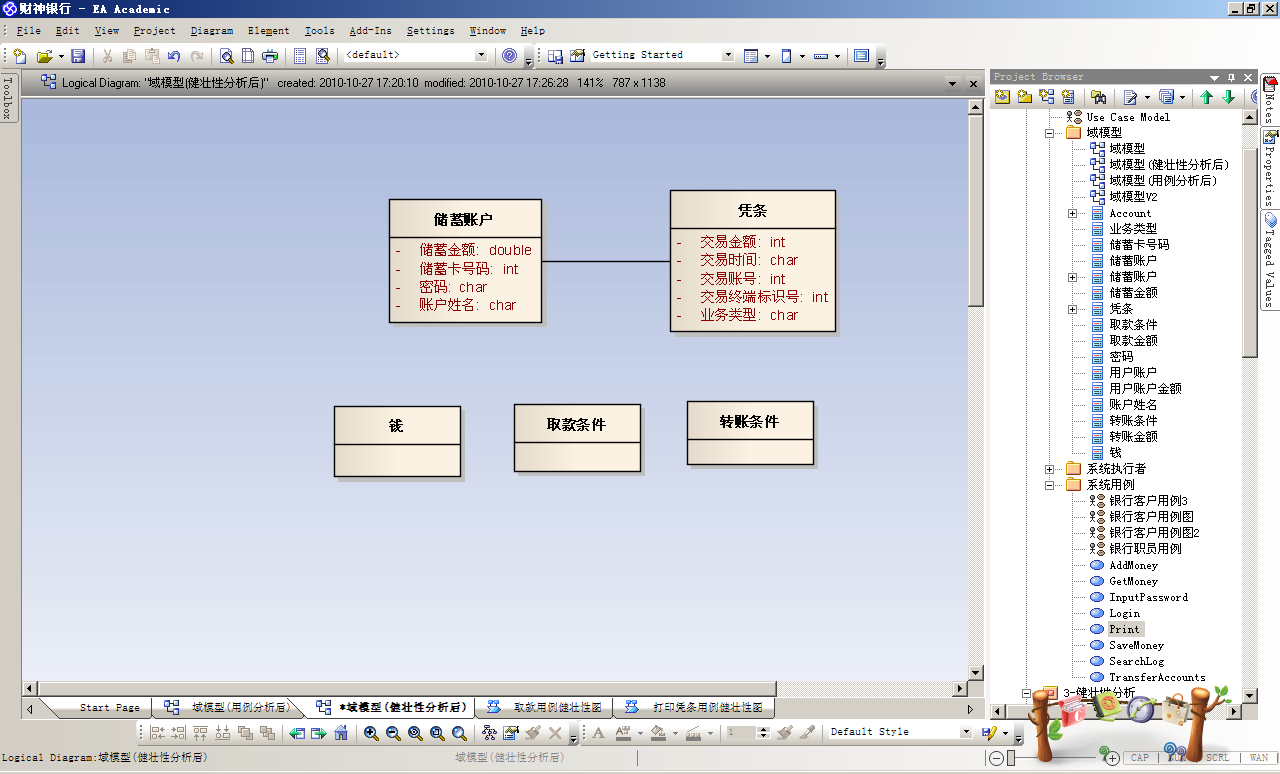 财神银行 - EA Academic
File Edit View Project Diagram Element Tools Add-Ins Settings Window Help
<default> Getting Started
Toolbox
Logical Diagram: "域模型(健壮性分析后)" created: 2010-10-27 17:20:10 modified: 2010-10-27 17:26:28 141% 787 x 1138
储蓄账户
- 储蓄金额: double
- 储蓄卡号码: int
- 密码: char
- 账户姓名: char
凭条
- 交易金额: int
- 交易时间: char
- 交易账号: int
- 交易终端标识号: int
- 业务类型: char
钱
取款条件
转账条件
Project Browser
Use Case Model
域模型
域模型
域模型(健壮性分析后)
域模型(用例分析后)
域模型V2
Account
业务类型
储蓄卡号码
储蓄账户
储蓄账户
储蓄金额
凭条
取款条件
取款金额
密码
用户账户
用户账户金额
账户姓名
转账条件
转账金额
钱
系统执行者
系统用例
银行客户用例3
银行客户用例图
银行客户用例图2
银行职员用例
AddMoney
GetMoney
InputPassword
Login
Print
SaveMoney
SearchLog
TransferAccounts
3-健壮性分析
Notes
Properties
Tagged Values
Start Page 域模型(用例分析后) *域模型(健壮性分析后) 取款用例健壮性图 打印凭条用例健壮性图
1 Default Style
Logical Diagram:域模型(健壮性分析后) 域模型(健壮性分析后) CAP NUM SCRL WAN